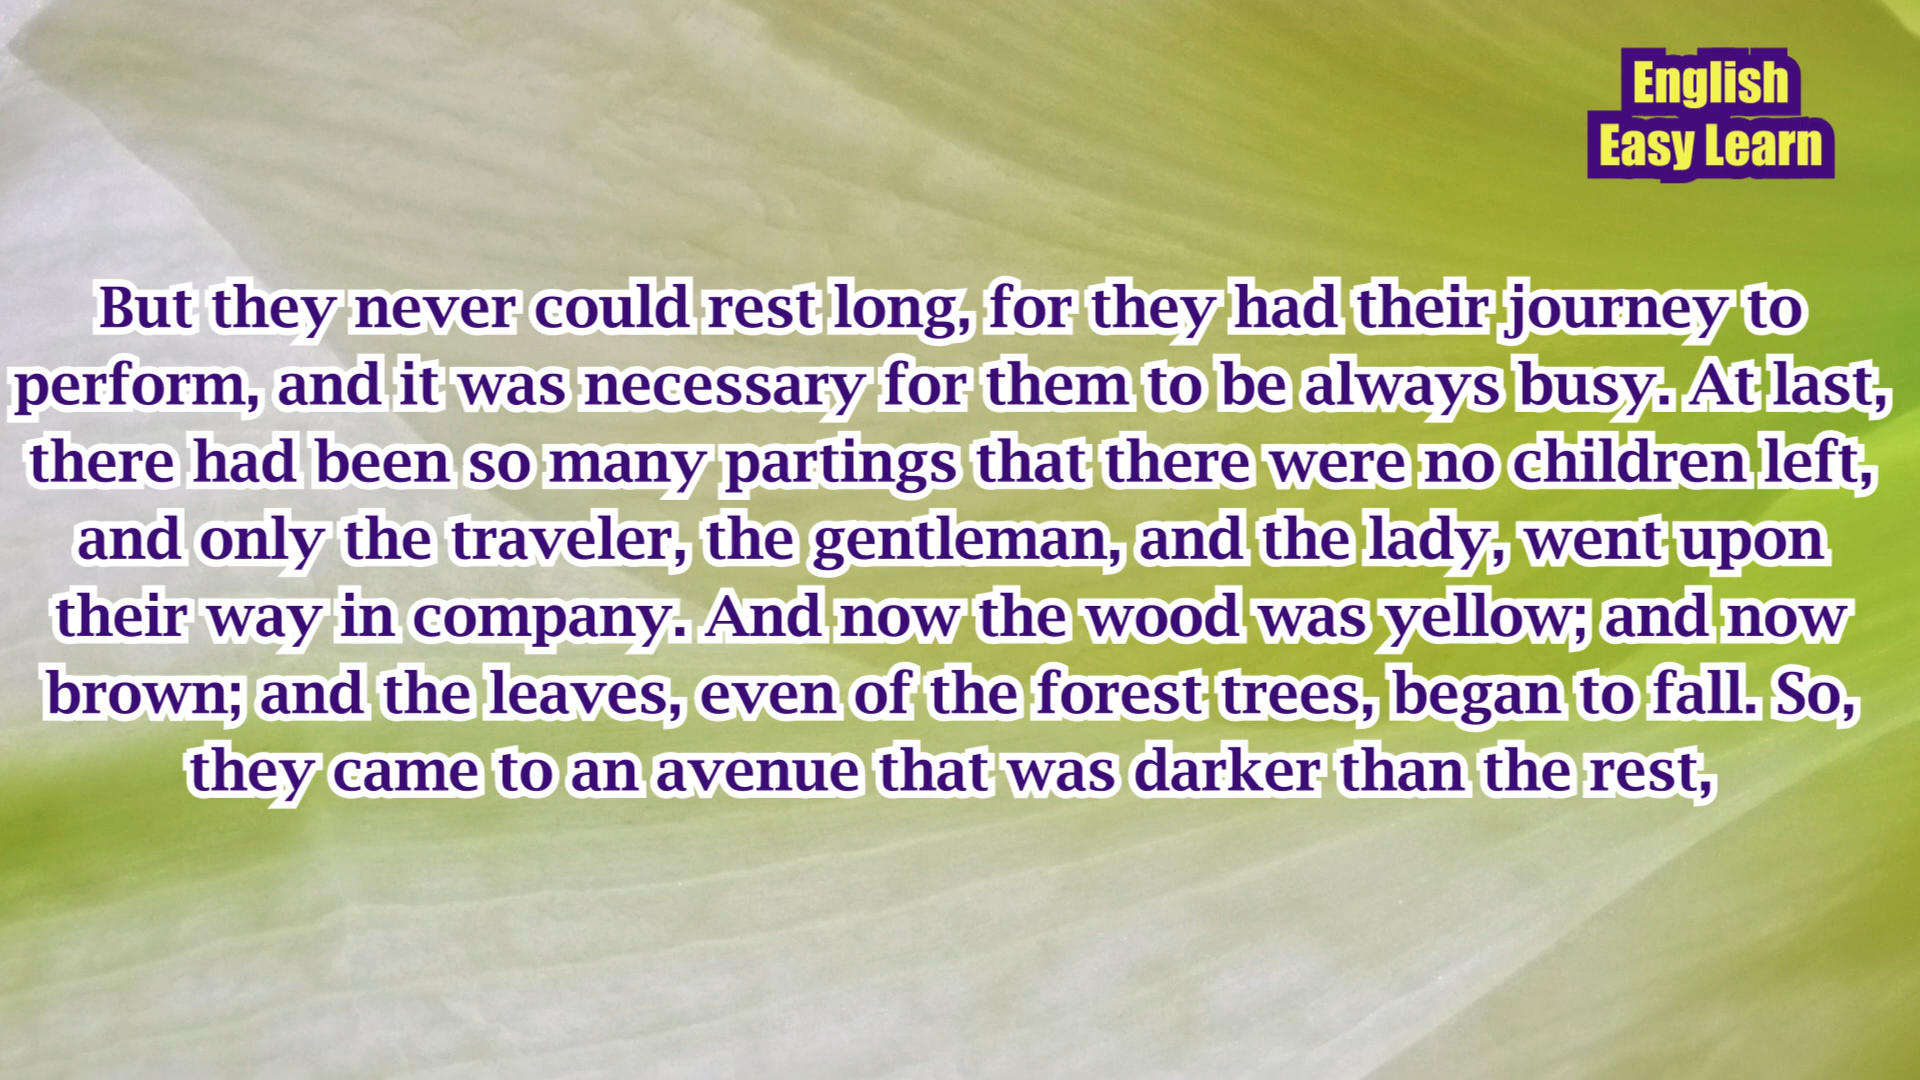 English
Easy Learn
But they never could rest long, for they had their journey to
perform, and it was necessary for them to be always busy. At last,
there had been so many partings that there were no children left,
and only the traveler, the gentleman, and the lady, went upon
their way in company. And now the wood was yellow; and now
brown; and the leaves, even of the forest trees, began to fall. So,
they came to an avenue that was darker than the rest,